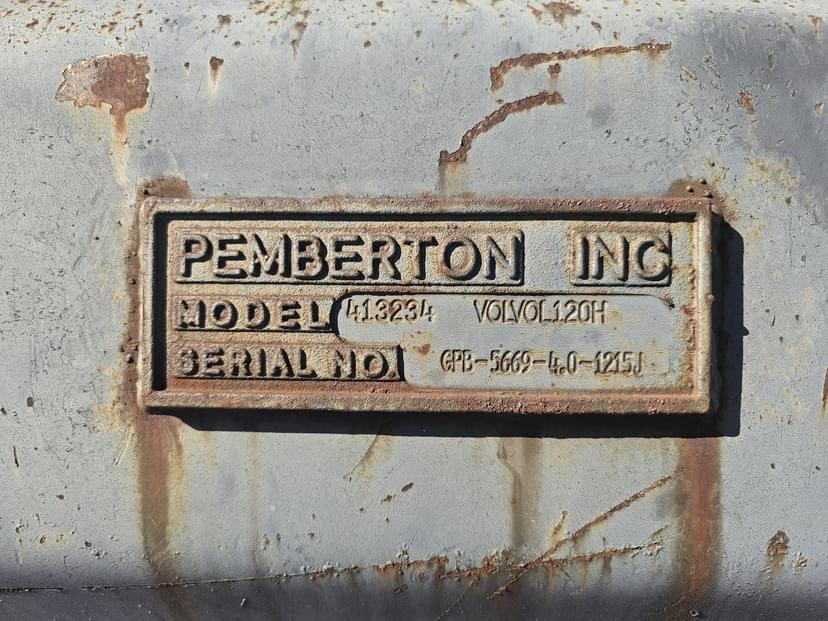 PEMBERTON INC
MODEL 413234 VOLVOL120H
SERIAL NO. GPB-5669-4.0-1215J